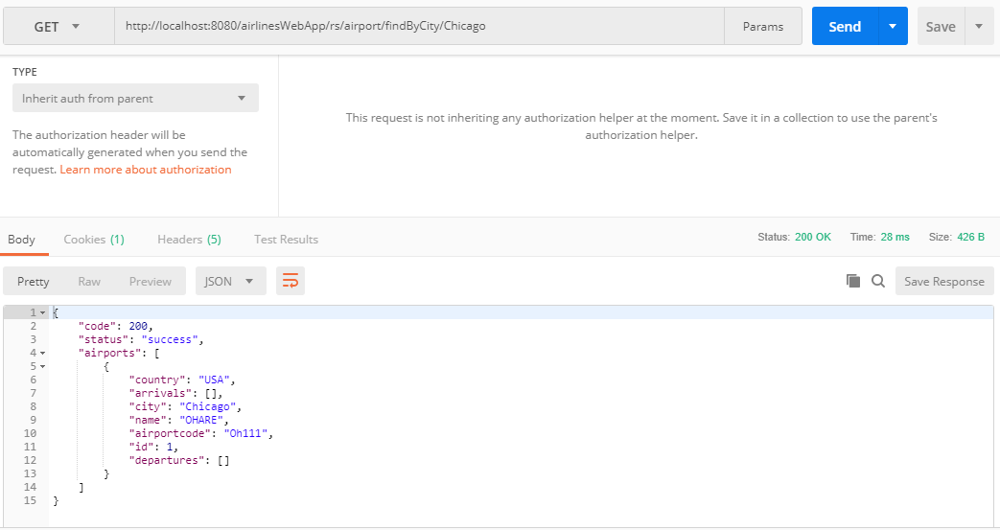 GET http://localhost:8080/airlinesWebApp/rs/airport/findByCity/Chicago Params Send Save
TYPE
Inherit auth from parent
The authorization header will be
automatically generated when you send the
request. Learn more about authorization
This request is not inheriting any authorization helper at the moment. Save it in a collection to use the parent's
authorization helper.
Body Cookies (1) Headers (5) Test Results Status: 200 OK Time: 28 ms Size: 426 B
Pretty Raw Preview JSON Save Response
1 {
2 "code": 200,
3 "status": "success",
4 "airports": [
5 {
6 "country": "USA",
7 "arrivals": [],
8 "city": "Chicago",
9 "name": "OHARE",
10 "airportcode": "Oh111",
11 "id": 1,
12 "departures": []
13 }
14 ]
15 }